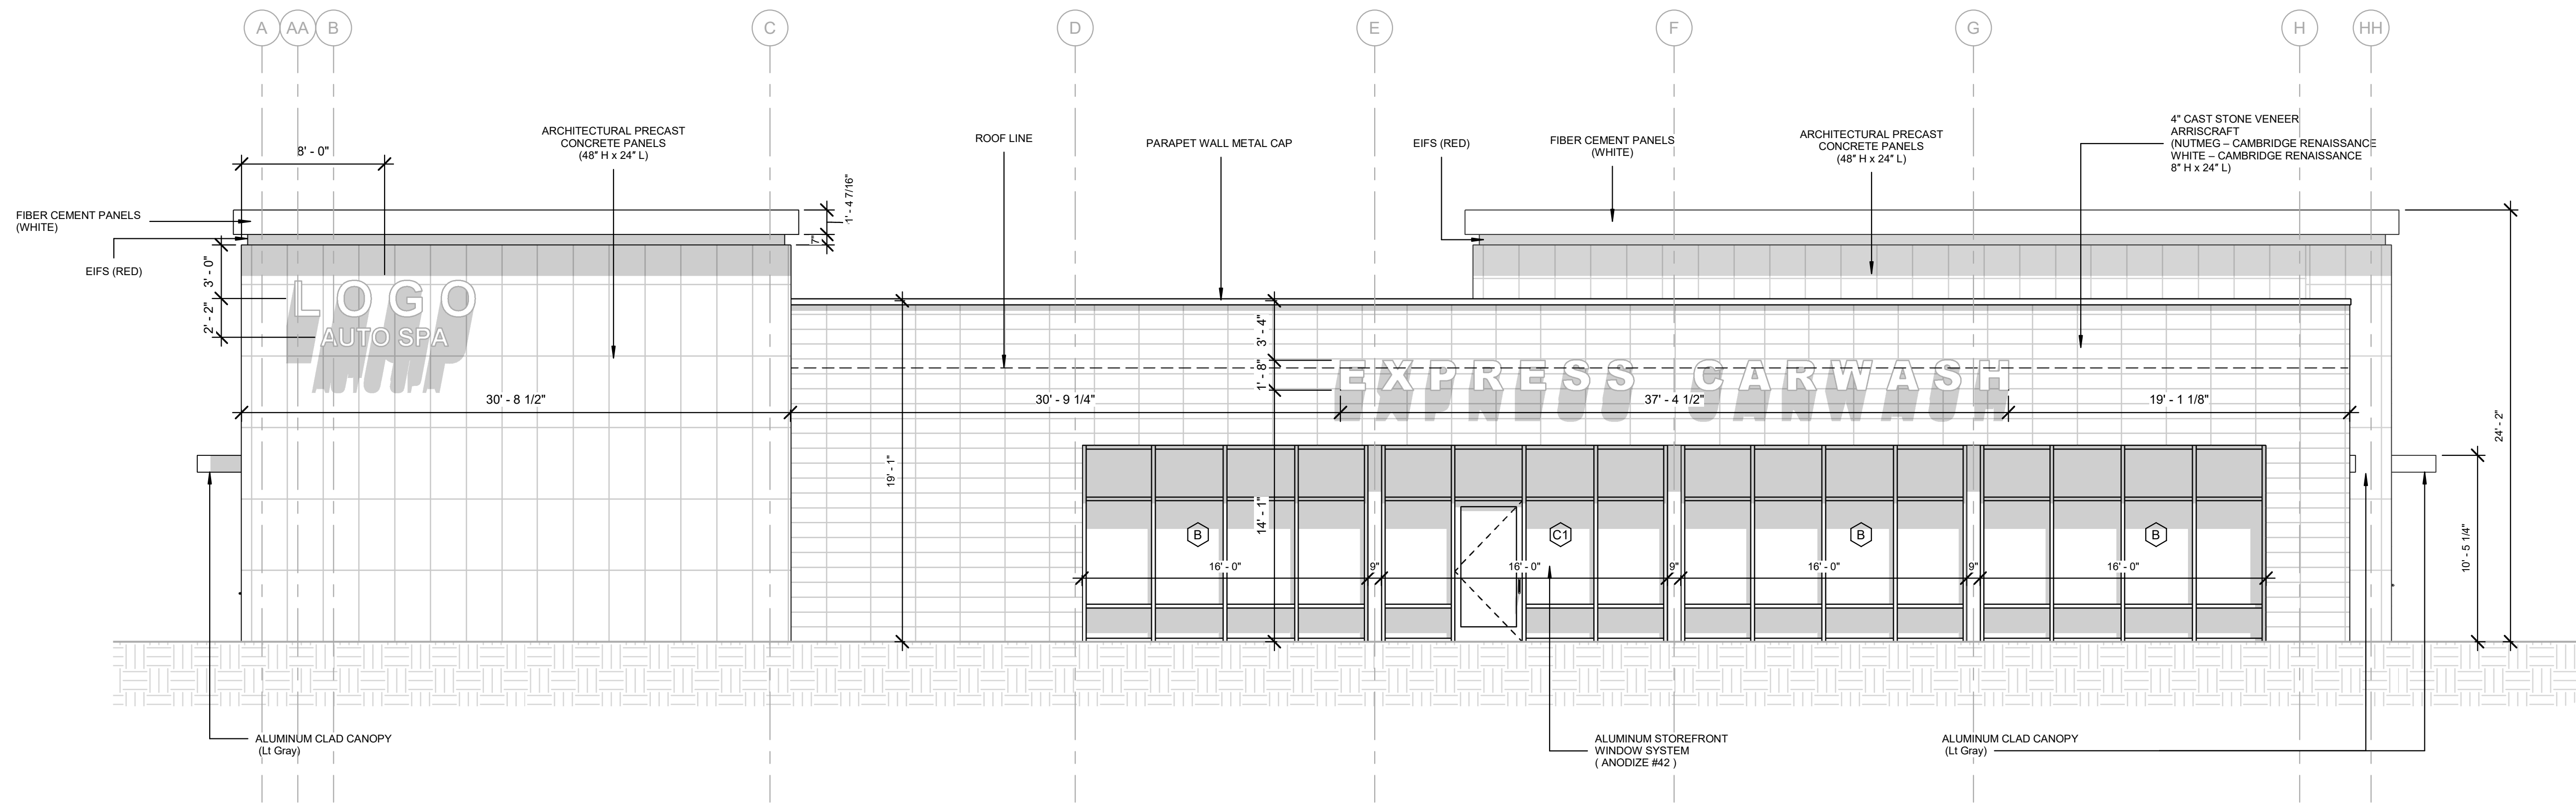 A
AA
B
C
D
E
F
G
H
HH
ARCHITECTURAL PRECAST
CONCRETE PANELS
(48" H x 24" L)
ROOF LINE
PARAPET WALL METAL CAP
EIFS (RED)
FIBER CEMENT PANELS
(WHITE)
ARCHITECTURAL PRECAST
CONCRETE PANELS
(48" H x 24" L)
4" CAST STONE VENEER
ARRISCRAFT
(NUTMEG – CAMBRIDGE RENAISSANCE
WHITE – CAMBRIDGE RENAISSANCE
8" H x 24" L)
8' - 0"
1' - 4 7/16"
7"
FIBER CEMENT PANELS
(WHITE)
EIFS (RED)
3' - 0"
2' - 2"
LOGO
AUTO SPA
3' - 4"
1' - 8"
EXPRESS CARWASH
30' - 8 1/2"
30' - 9 1/4"
37' - 4 1/2"
19' - 1 1/8"
24' - 2"
19' - 1"
14' - 1"
10' - 5 1/4"
B
C1
B
B
16' - 0"
9"
16' - 0"
9"
16' - 0"
9"
16' - 0"
ALUMINUM CLAD CANOPY
(Lt Gray)
ALUMINUM STOREFRONT
WINDOW SYSTEM
( ANODIZE #42 )
ALUMINUM CLAD CANOPY
(Lt Gray)